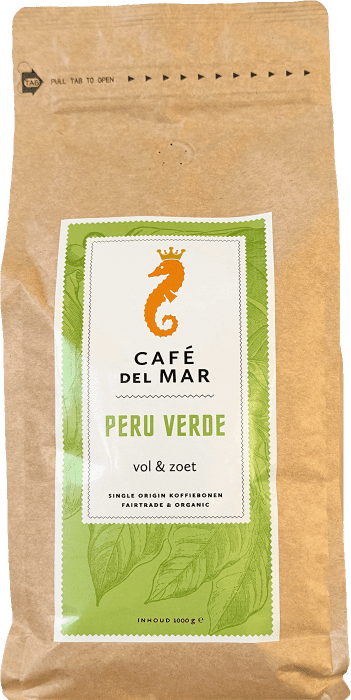 TAB PULL TAB TO OPEN
CAFÉ
DEL MAR
PERU VERDE
vol & zoet
SINGLE ORIGIN KOFFIEBONEN
FAIRTRADE & ORGANIC
INHOUD 1000 g ℮